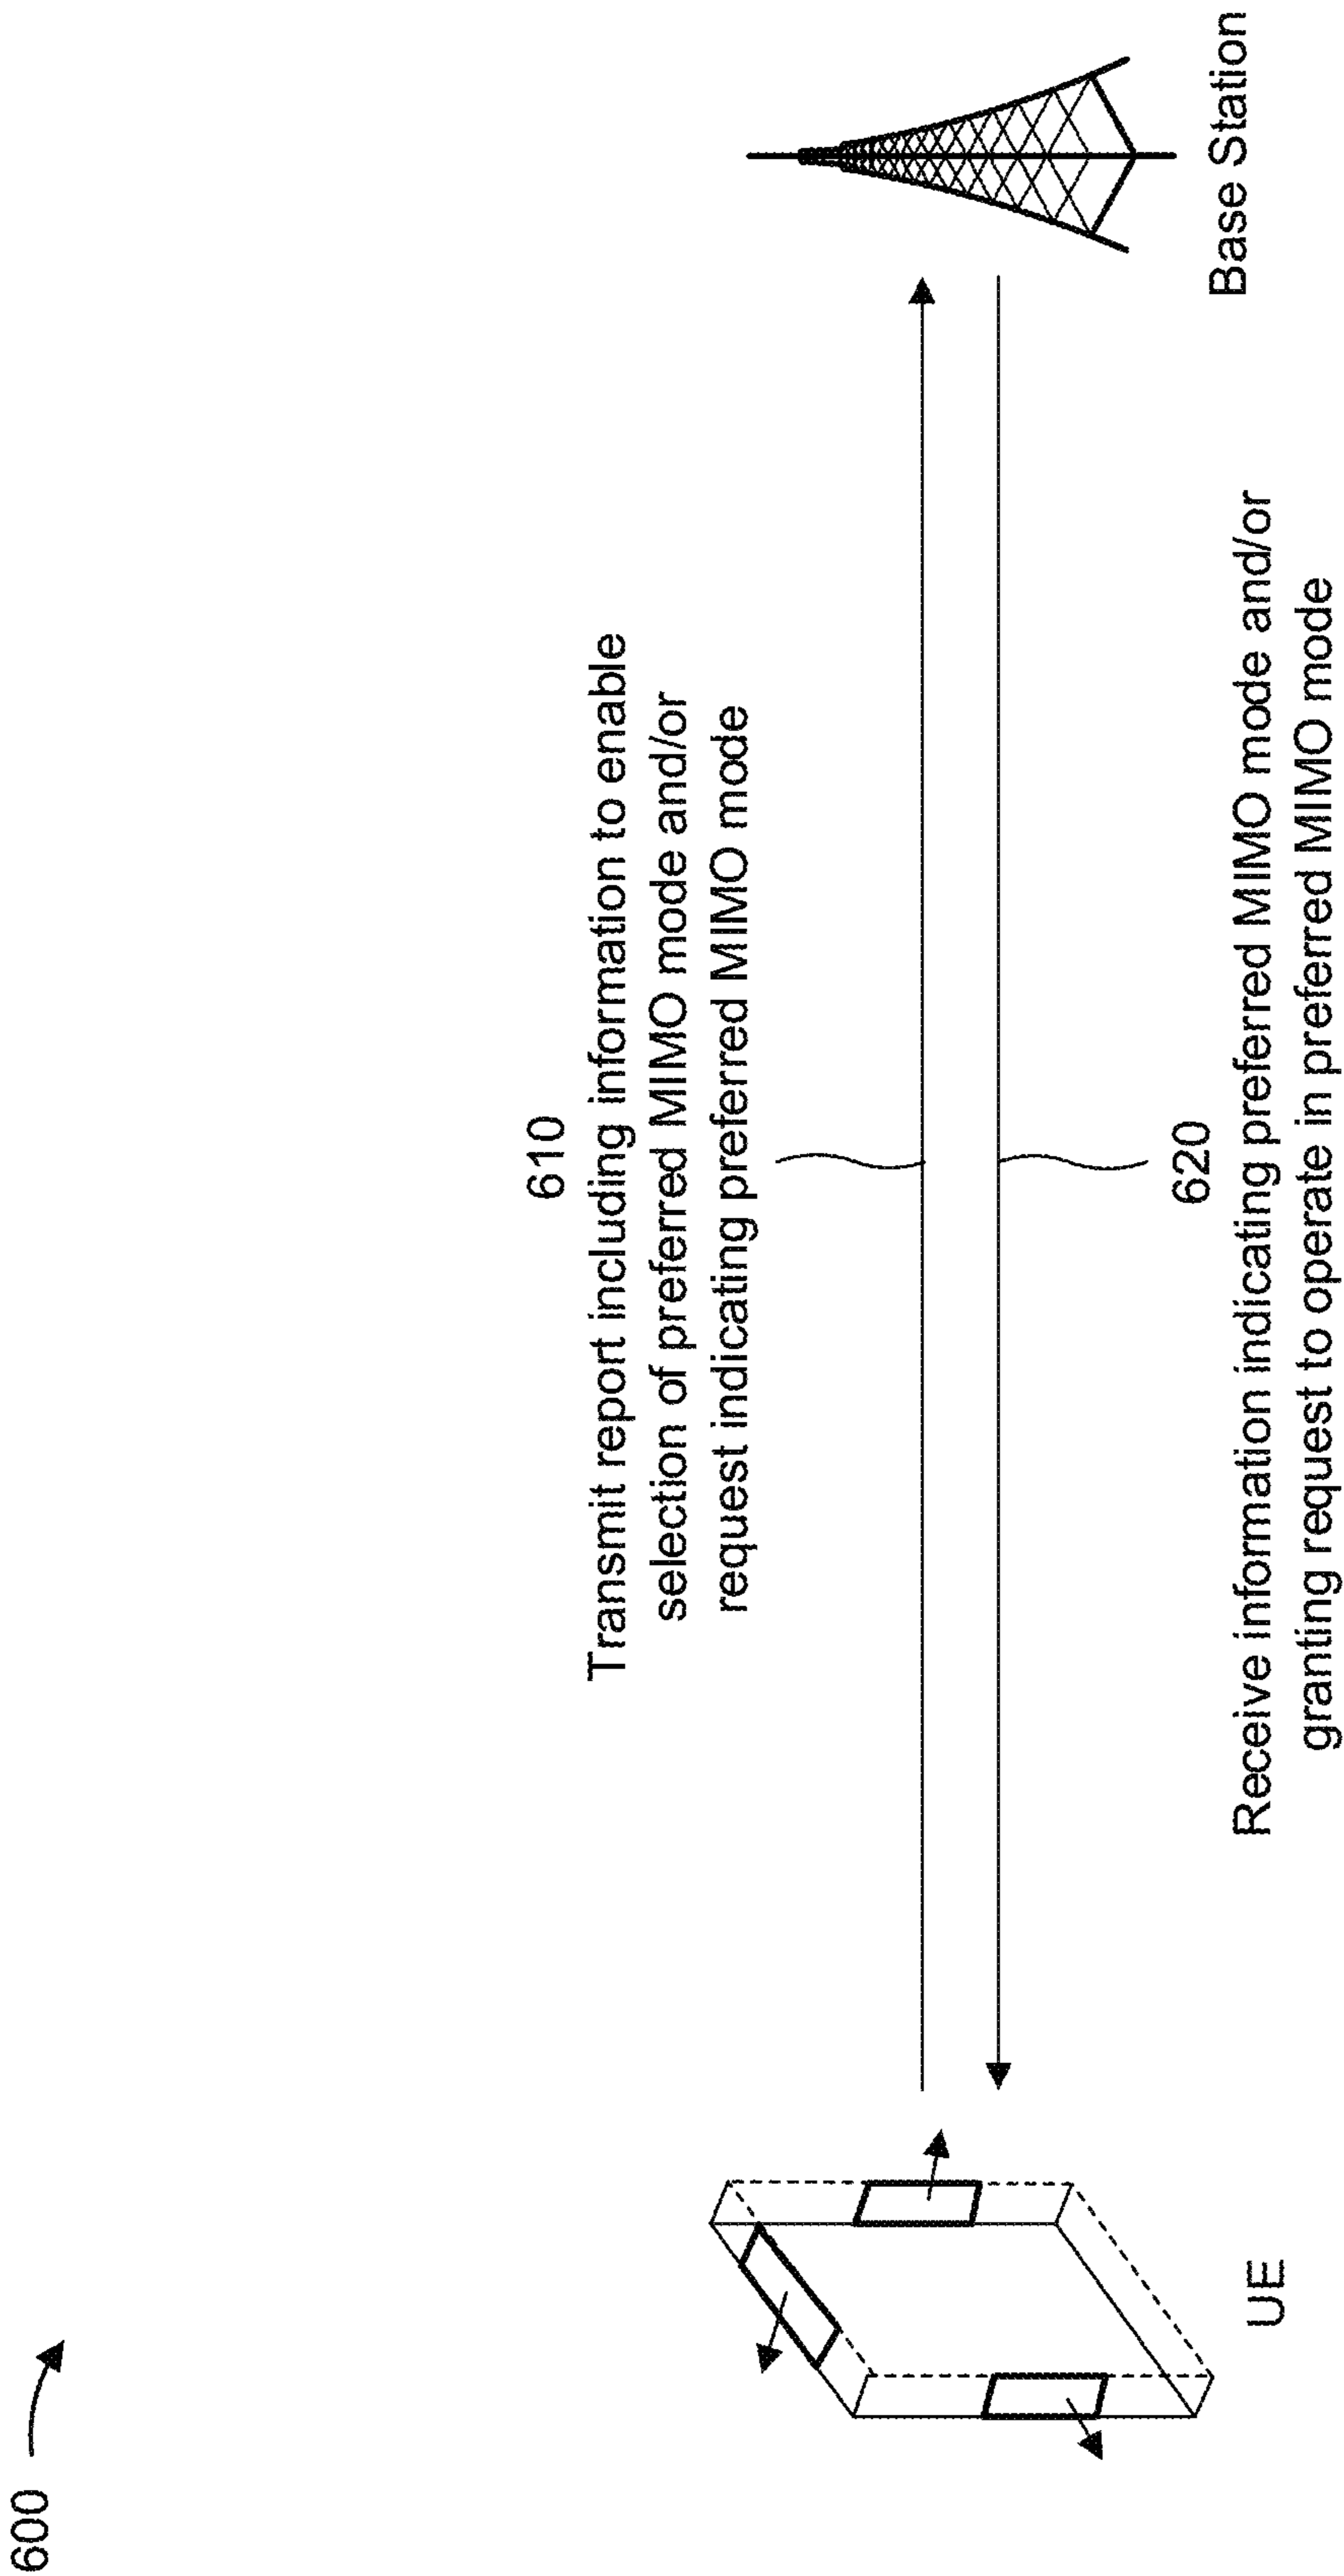 600
610
Transmit report including information to enable
selection of preferred MIMO mode and/or
request indicating preferred MIMO mode
UE
Base Station
620
Receive information indicating preferred MIMO mode and/or
granting request to operate in preferred MIMO mode